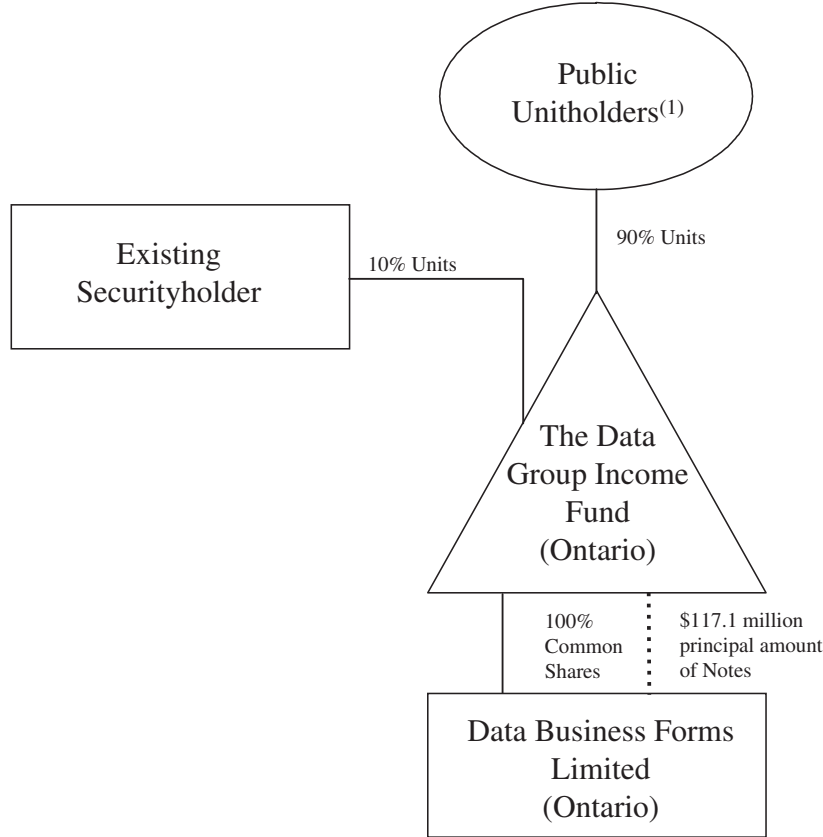 Public
Unitholders(1)
90% Units
Existing
Securityholder
10% Units
The Data
Group Income
Fund
(Ontario)
100%
Common
Shares
$117.1 million
principal amount
of Notes
Data Business Forms
Limited
(Ontario)